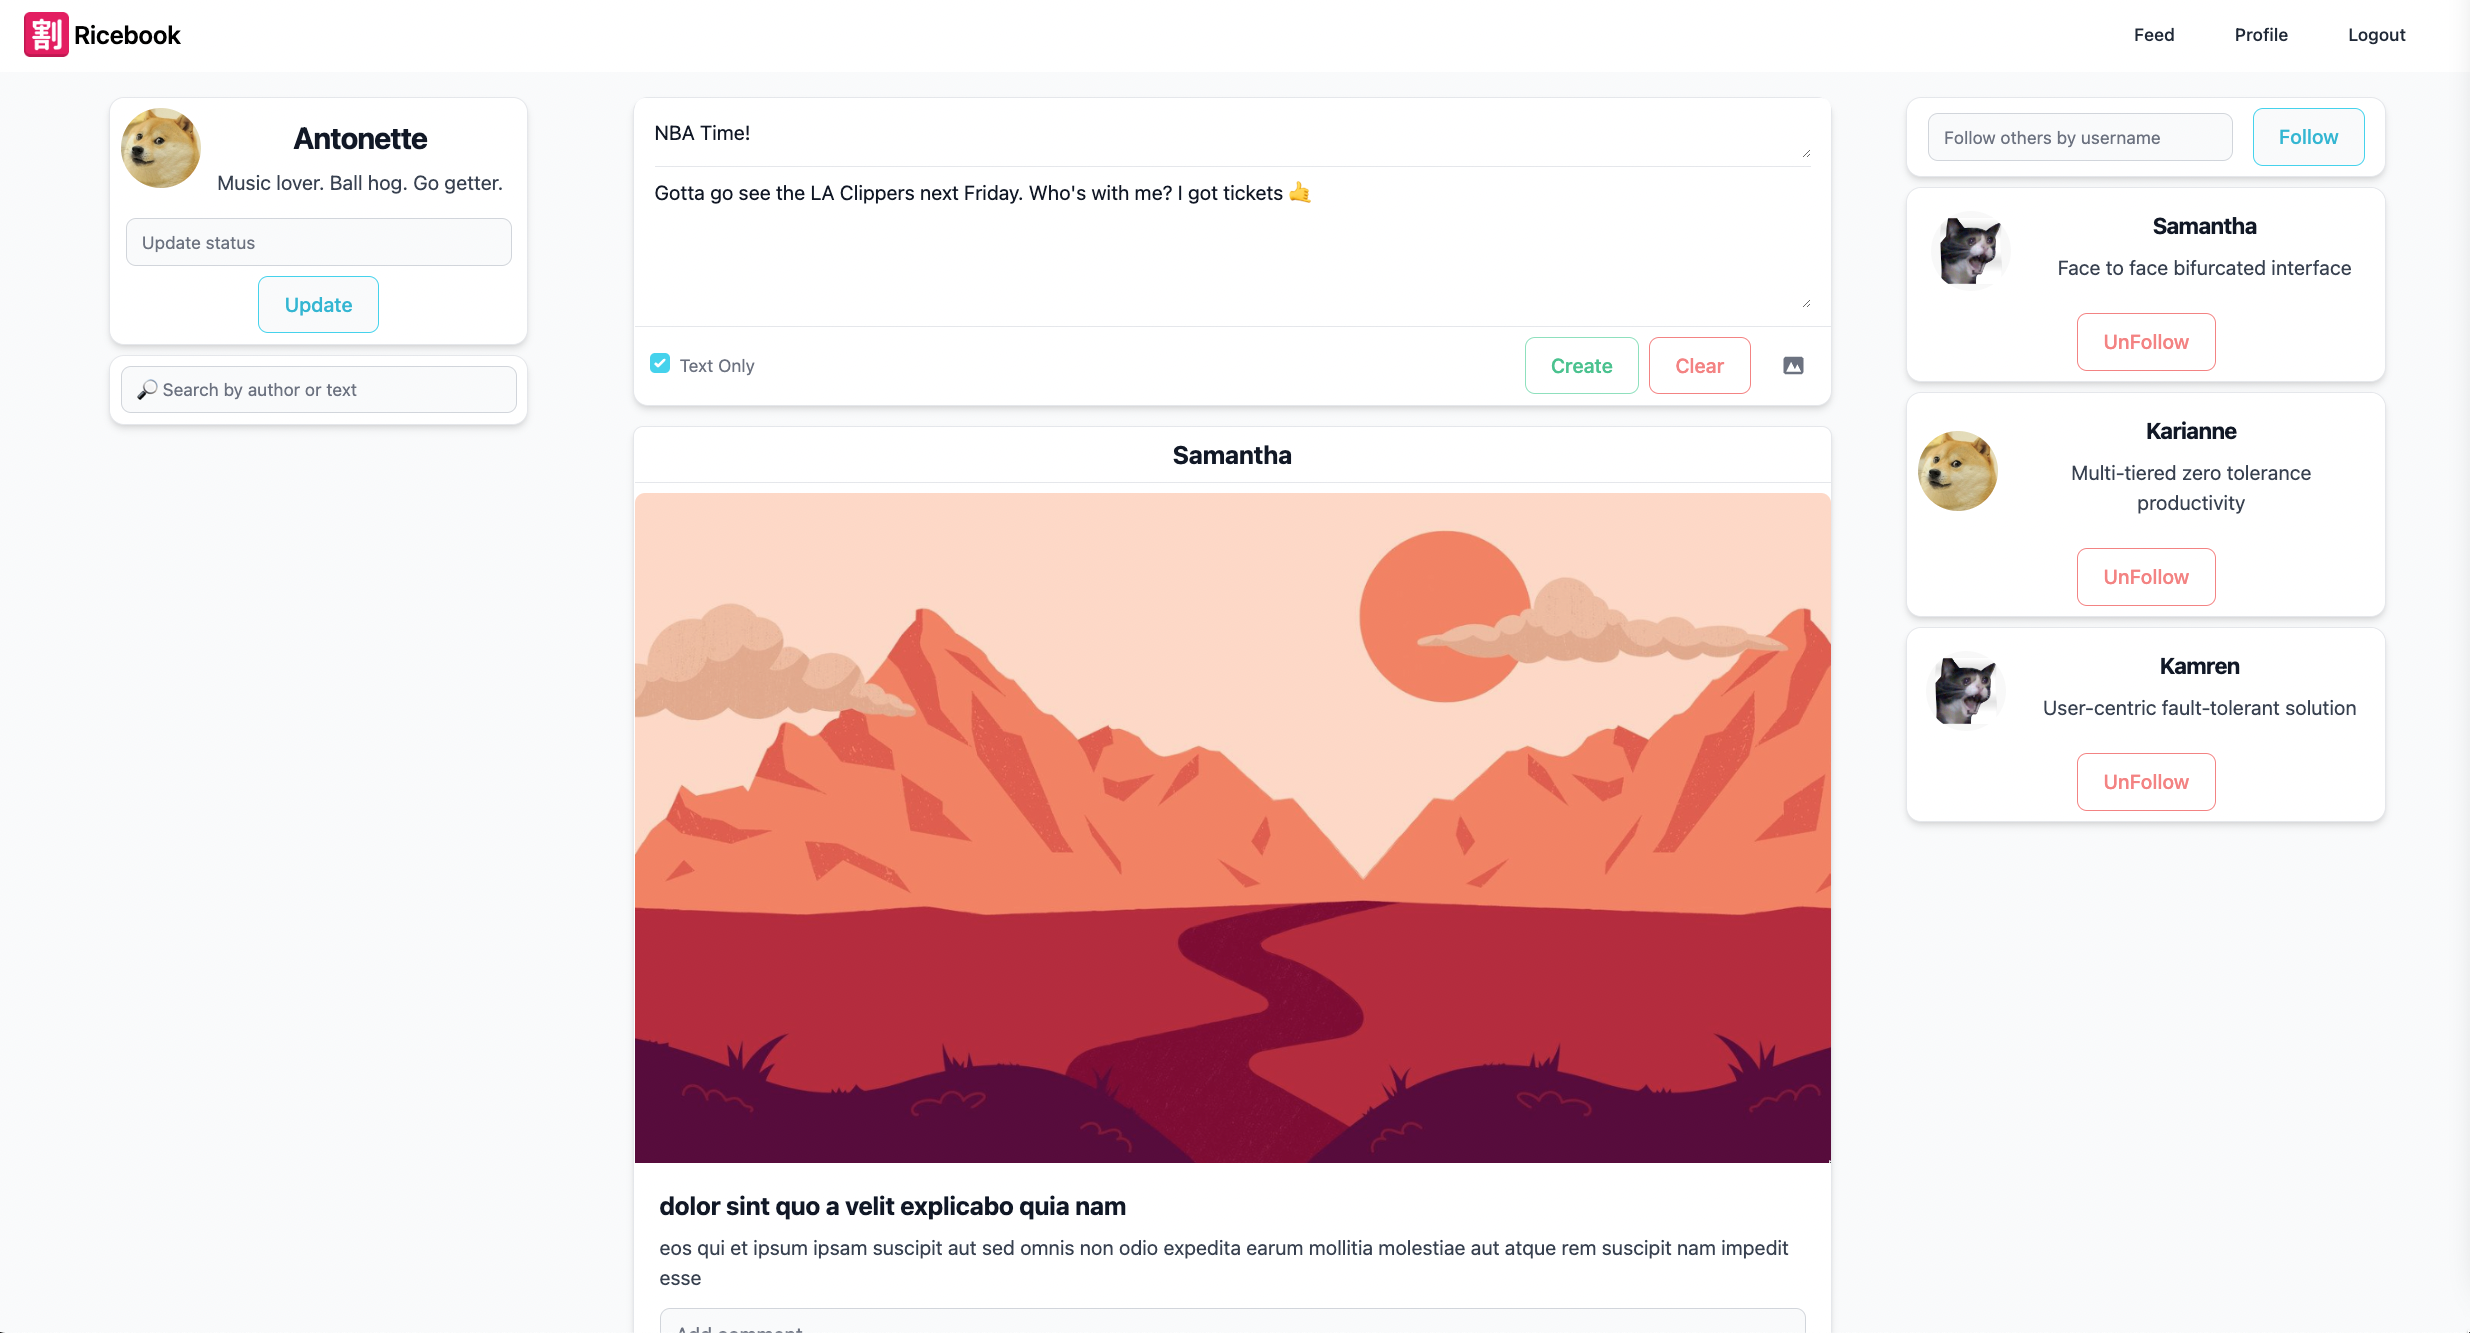 割 Ricebook
Feed
Profile
Logout
Antonette
Music lover. Ball hog. Go getter.
Update status
Update
🔎 Search by author or text
NBA Time!
Gotta go see the LA Clippers next Friday. Who's with me? I got tickets 🤙
Text Only
Create
Clear
Samantha
dolor sint quo a velit explicabo quia nam
eos qui et ipsum ipsam suscipit aut sed omnis non odio expedita earum mollitia molestiae aut atque rem suscipit nam impedit
esse
Add comment
Follow others by username
Follow
Samantha
Face to face bifurcated interface
UnFollow
Karianne
Multi-tiered zero tolerance
productivity
UnFollow
Kamren
User-centric fault-tolerant solution
UnFollow